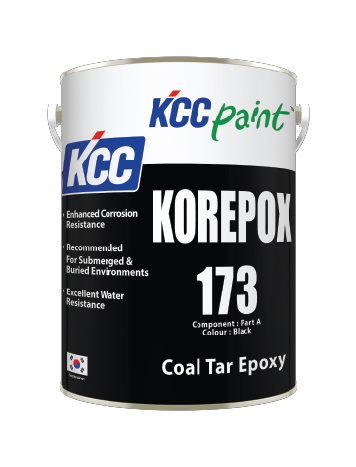 KCC paint
KCC
KOREPOX
173
Component : Part A
Colour : Black
Coal Tar Epoxy
• Enhanced Corrosion
Resistance
• Recommended
For Submerged &
Buried Environments
• Excellent Water
Resistance